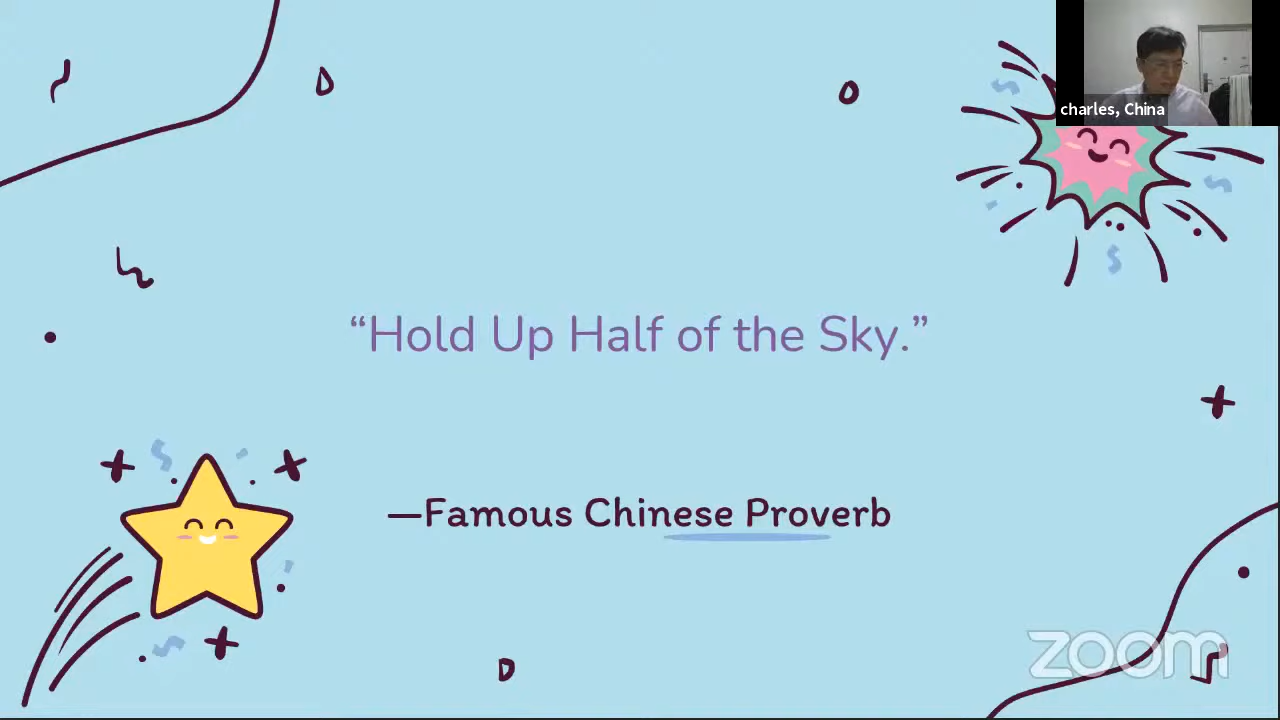 charles, China
“Hold Up Half of the Sky.”
—Famous Chinese Proverb
zoom